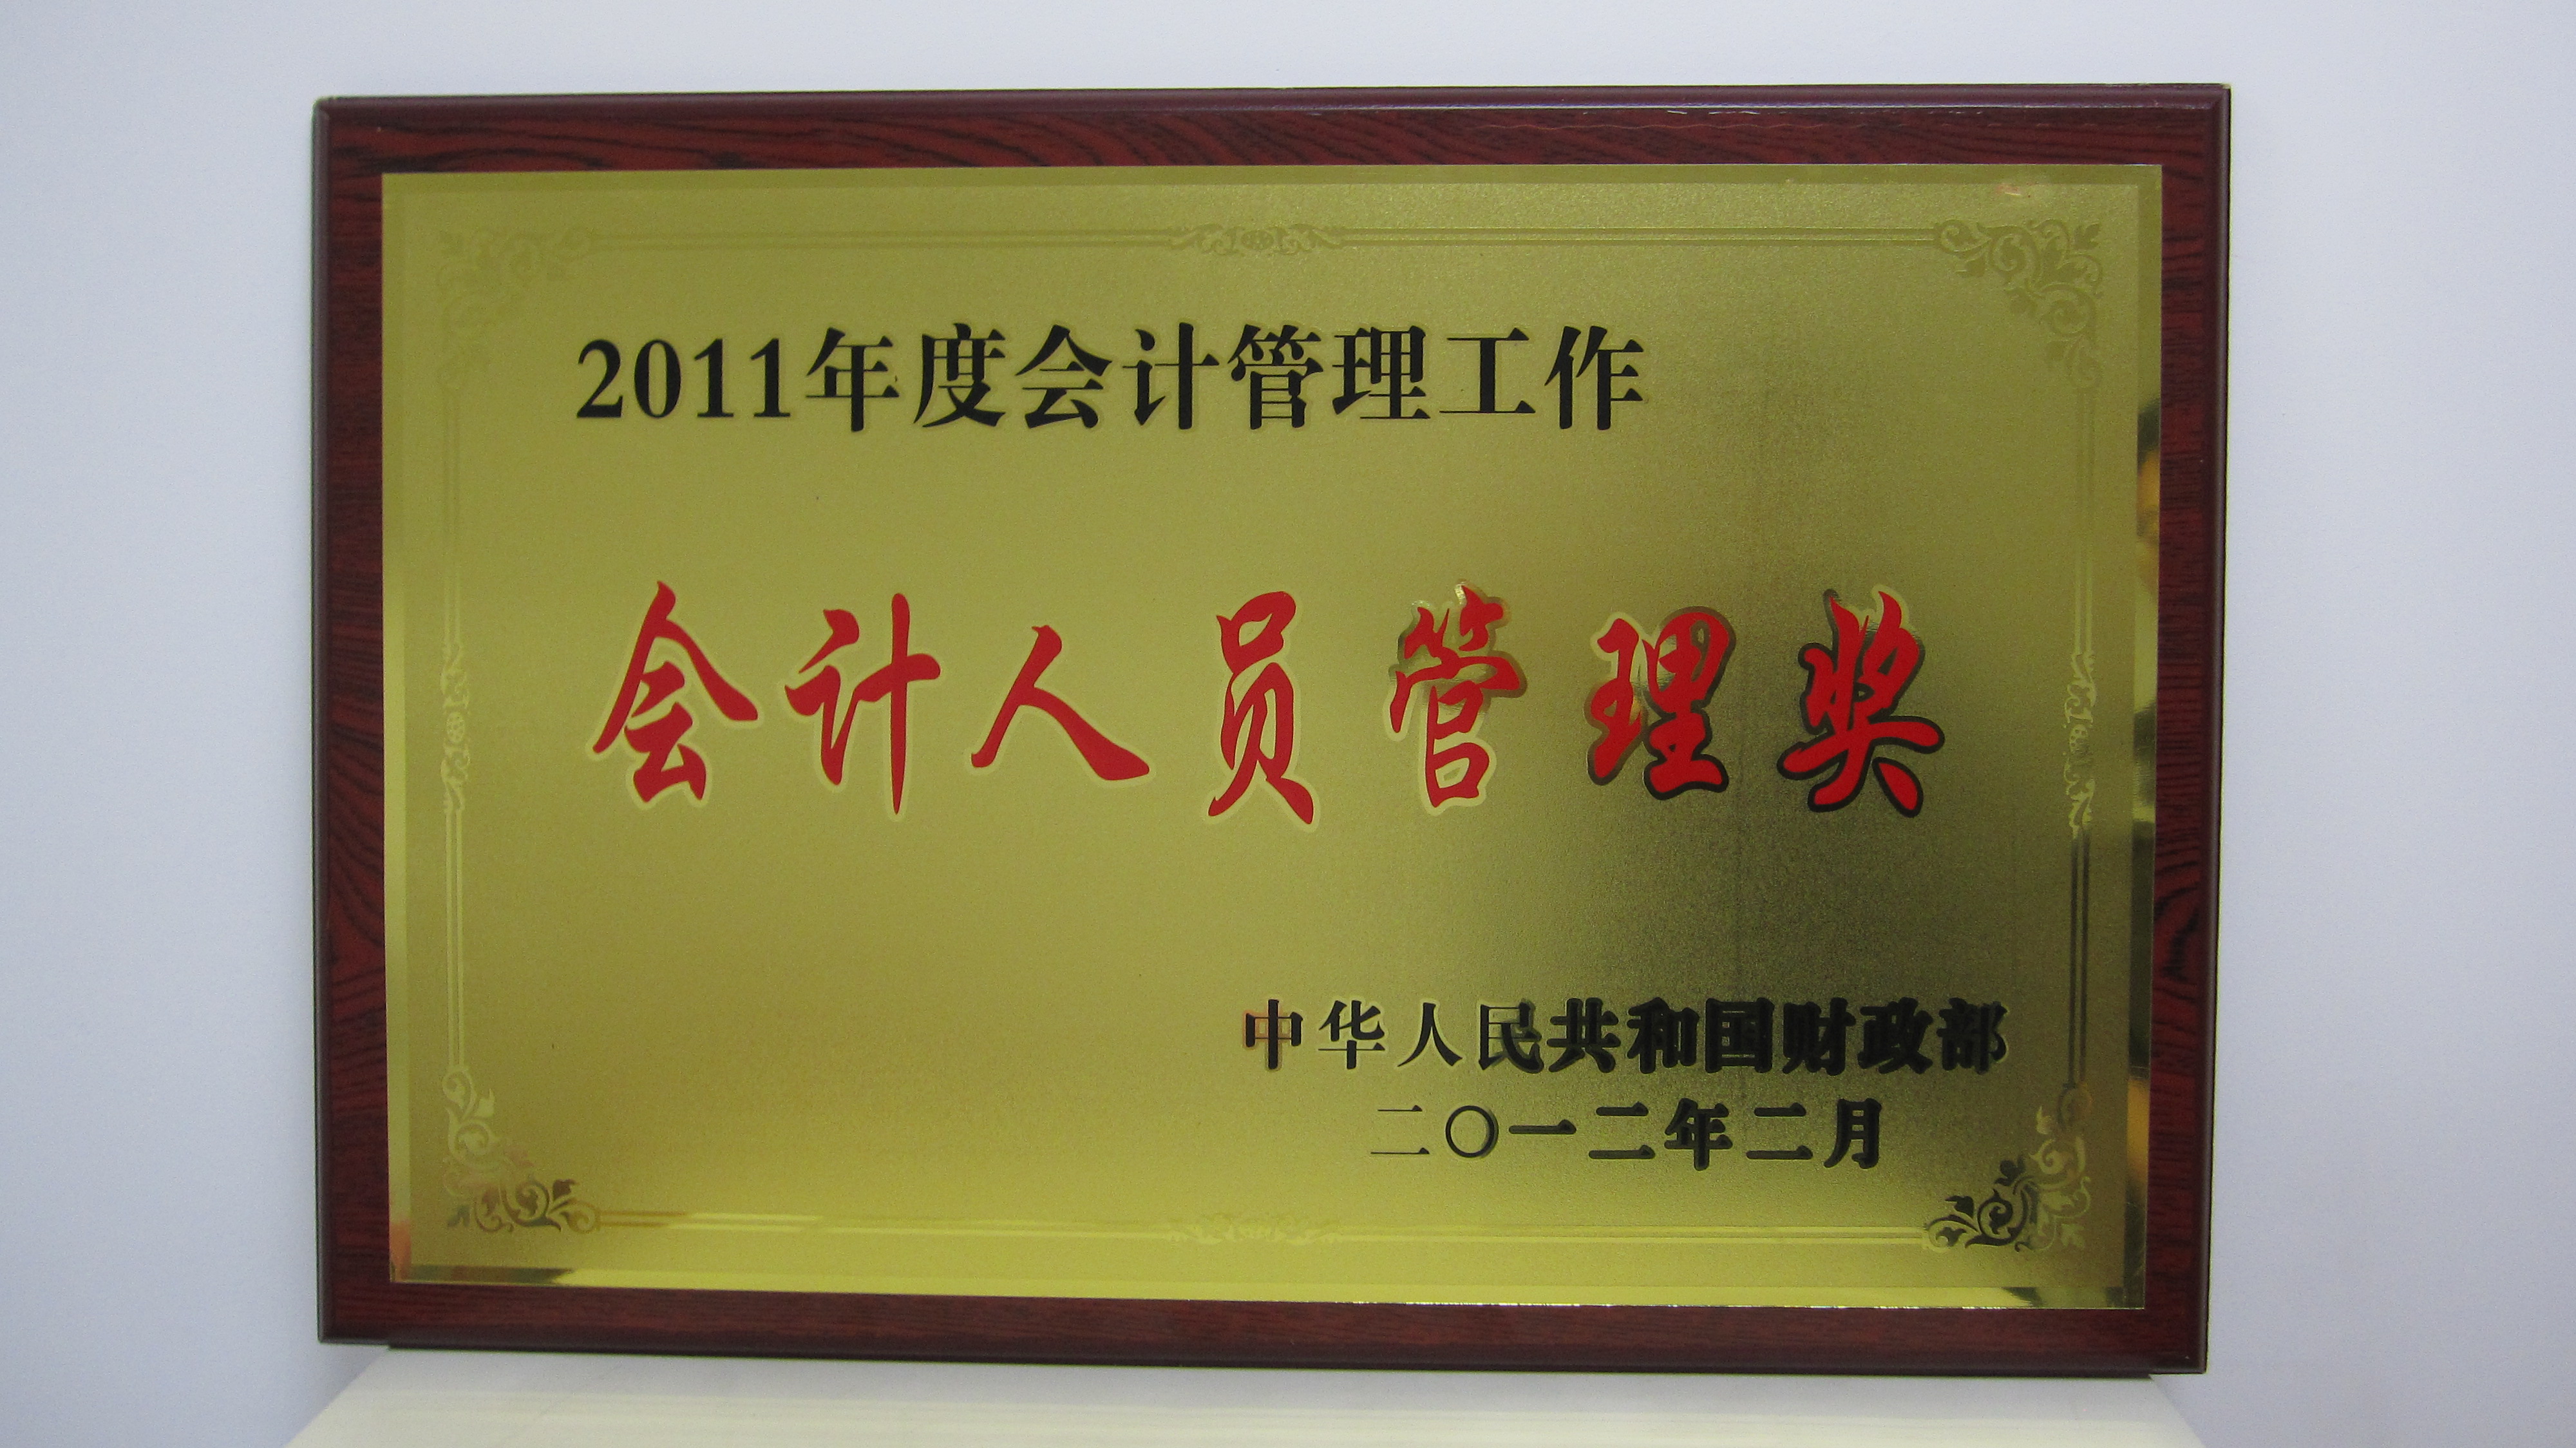 2011年度会计管理工作
会计人员管理奖
中华人民共和国财政部
二〇一二年二月